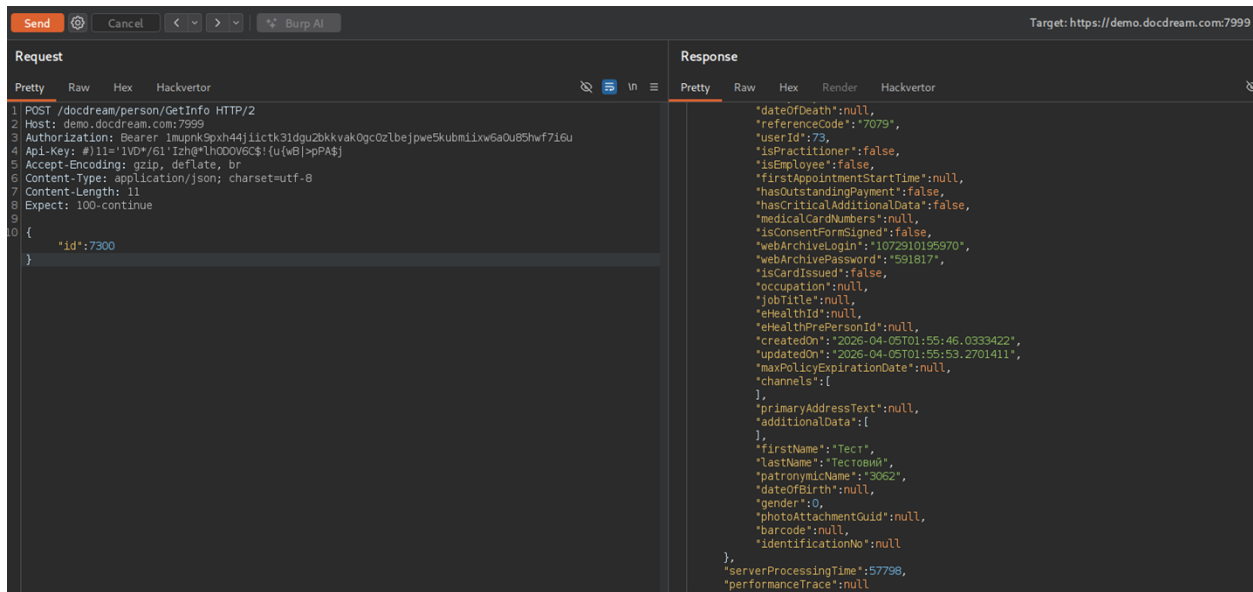 Send Cancel < > Burp AI Target: https://demo.docdream.com:7999
Request
Pretty Raw Hex Hackvertor \n
1 POST /docdream/person/GetInfo HTTP/2
2 Host: demo.docdream.com:7999
3 Authorization: Bearer 1mupnk9pxh44jiictk31dgu2bkkvak0gc0zlbejpwe5kubmiixw6a0u85hwf7i6u
4 Api-Key: #)11='1VD*/61'Izh@*lhODOV6C$!{u{wB|>pPA$j
5 Accept-Encoding: gzip, deflate, br
6 Content-Type: application/json; charset=utf-8
7 Content-Length: 11
8 Expect: 100-continue
9
10 {
"id":7300
}
Response
Pretty Raw Hex Render Hackvertor
"dateOfDeath":null,
"referenceCode":"7079",
"userId":73,
"isPractitioner":false,
"isEmployee":false,
"firstAppointmentStartTime":null,
"hasOutstandingPayment":false,
"hasCriticalAdditionalData":false,
"medicalCardNumbers":null,
"isConsentFormSigned":false,
"webArchiveLogin":"1072910195970",
"webArchivePassword":"591817",
"isCardIssued":false,
"occupation":null,
"jobTitle":null,
"eHealthId":null,
"eHealthPrePersonId":null,
"createdOn":"2026-04-05T01:55:46.0333422",
"updatedOn":"2026-04-05T01:55:53.2701411",
"maxPolicyExpirationDate":null,
"channels":[
],
"primaryAddressText":null,
"additionalData":[
],
"firstName":"Тест",
"lastName":"Тестовий",
"patronymicName":"3062",
"dateOfBirth":null,
"gender":0,
"photoAttachmentGuid":null,
"barcode":null,
"identificationNo":null
},
"serverProcessingTime":57798,
"performanceTrace":null